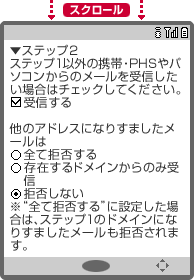 スクロール
▼ステップ2
ステップ1以外の携帯・PHSやパ
ソコンからのメールを受信した
い場合はチェックしてください。
受信する
他のアドレスになりすましたメ
ールは
全て拒否する
存在するドメインからのみ受
信
拒否しない
※“全て拒否する”に設定した場
合は、ステップ1のドメインにな
りすましたメールも拒否されま
す。